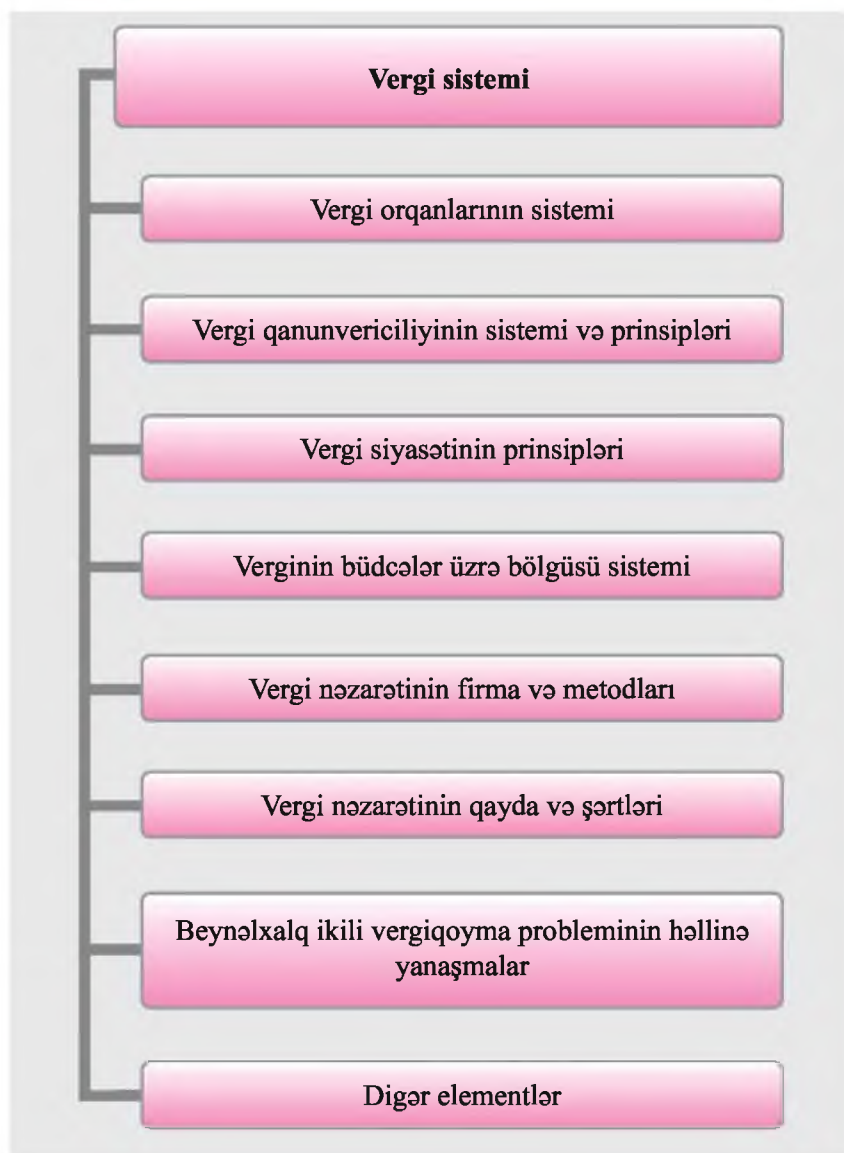 Vergi sistemi
Vergi orqanlarının sistemi
Vergi qanunvericiliyinin sistemi və prinsipləri
Vergi siyasətinin prinsipləri
Verginin büdcələr üzrə bölgüsü sistemi
Vergi nəzarətinin firma və metodları
Vergi nəzarətinin qayda və şərtləri
Beynəlxalq ikili vergiqoyma probleminin həllinə
yanaşmalar
Digər elementlər